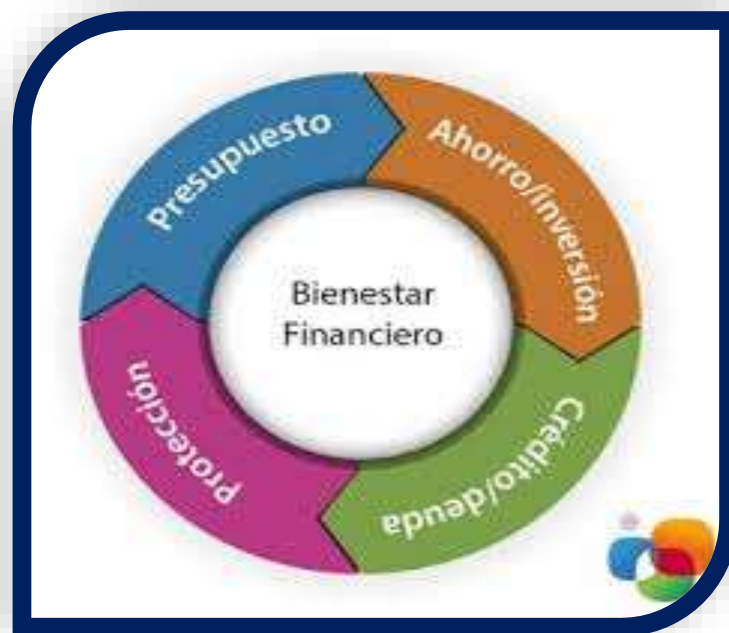 Presupuesto
Ahorro/inversión
Bienestar
Financiero
Protección
Crédito/deuda